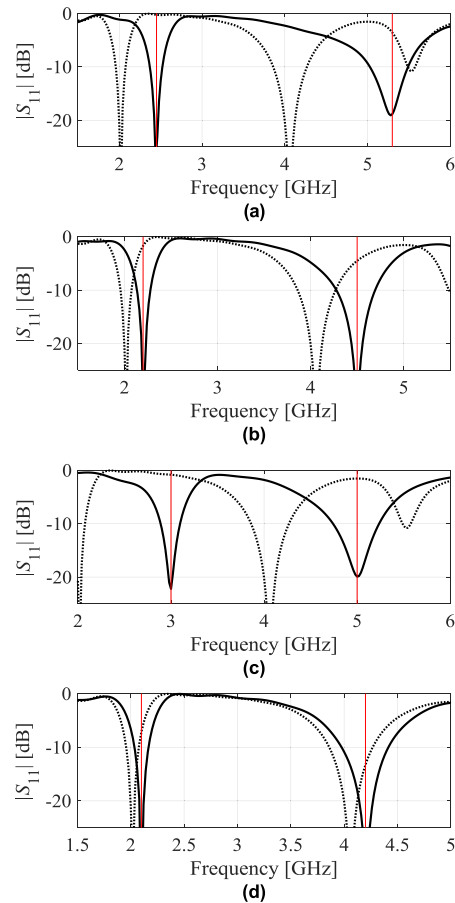 0
-10
-20
|S11| [dB]
2 3 4 5 6
Frequency [GHz]
(a)
0
-10
-20
|S11| [dB]
2 3 4 5
Frequency [GHz]
(b)
0
-10
-20
|S11| [dB]
2 3 4 5 6
Frequency [GHz]
(c)
0
-10
-20
|S11| [dB]
1.5 2 2.5 3 3.5 4 4.5 5
Frequency [GHz]
(d)